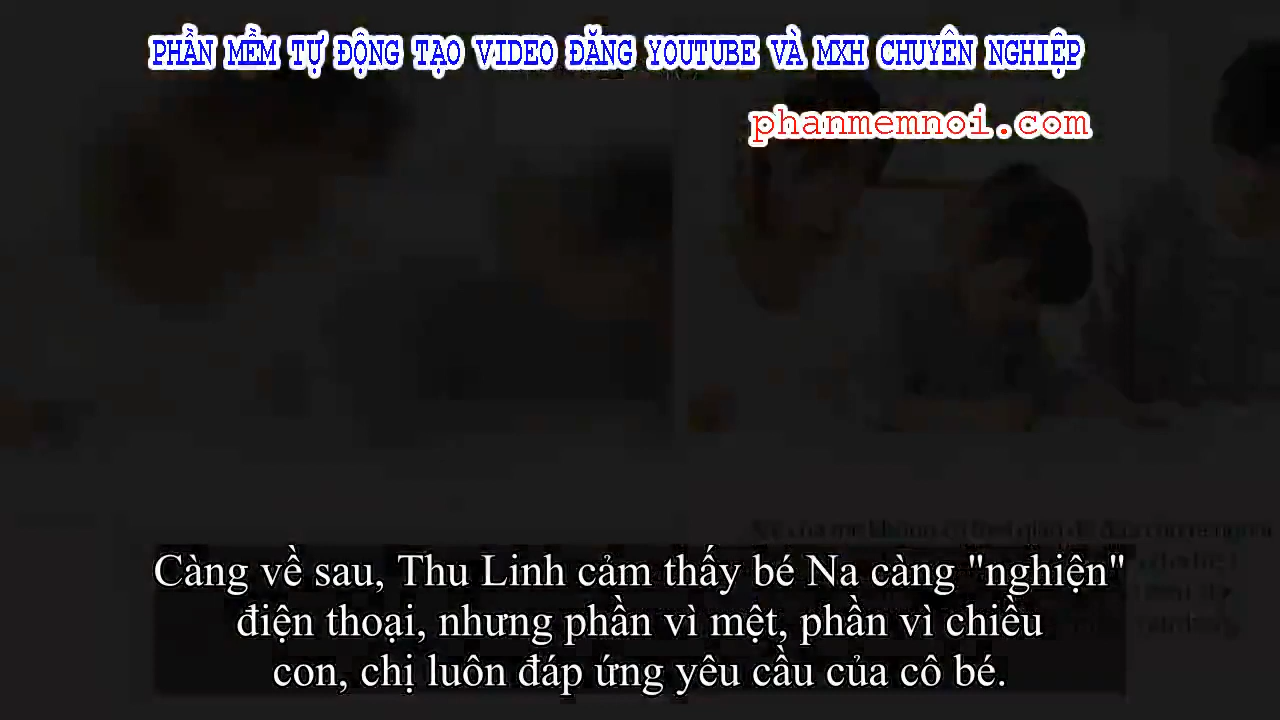 PHẦN MỀM TỰ ĐỘNG TẠO VIDEO ĐĂNG YOUTUBE VÀ MXH CHUYÊN NGHIỆP
phanmemnoi.com
Càng về sau, Thu Linh cảm thấy bé Na càng "nghiện"
điện thoại, nhưng phần vì mệt, phần vì chiều
con, chị luôn đáp ứng yêu cầu của cô bé.